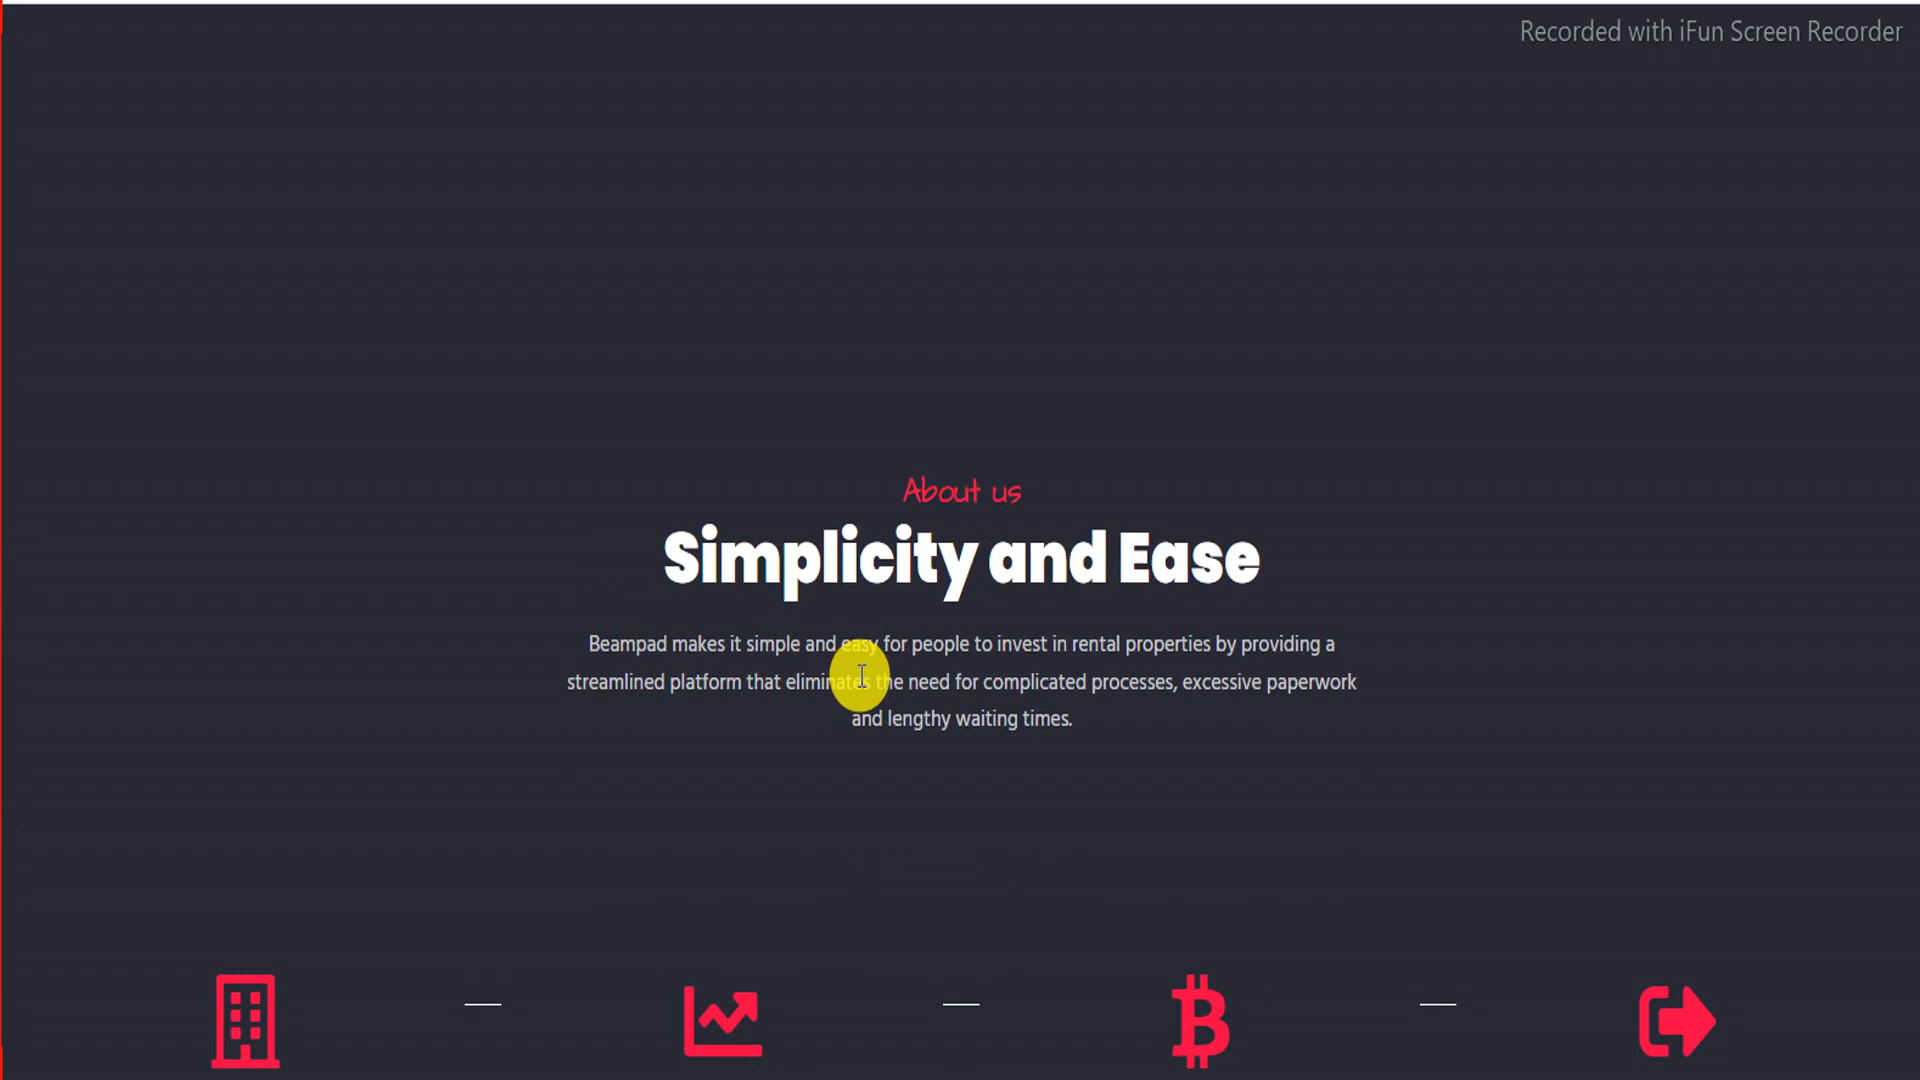 Recorded with iFun Screen Recorder
About us
Simplicity and Ease
Beampad makes it simple and easy for people to invest in rental properties by providing a
streamlined platform that eliminates the need for complicated processes, excessive paperwork
and lengthy waiting times.